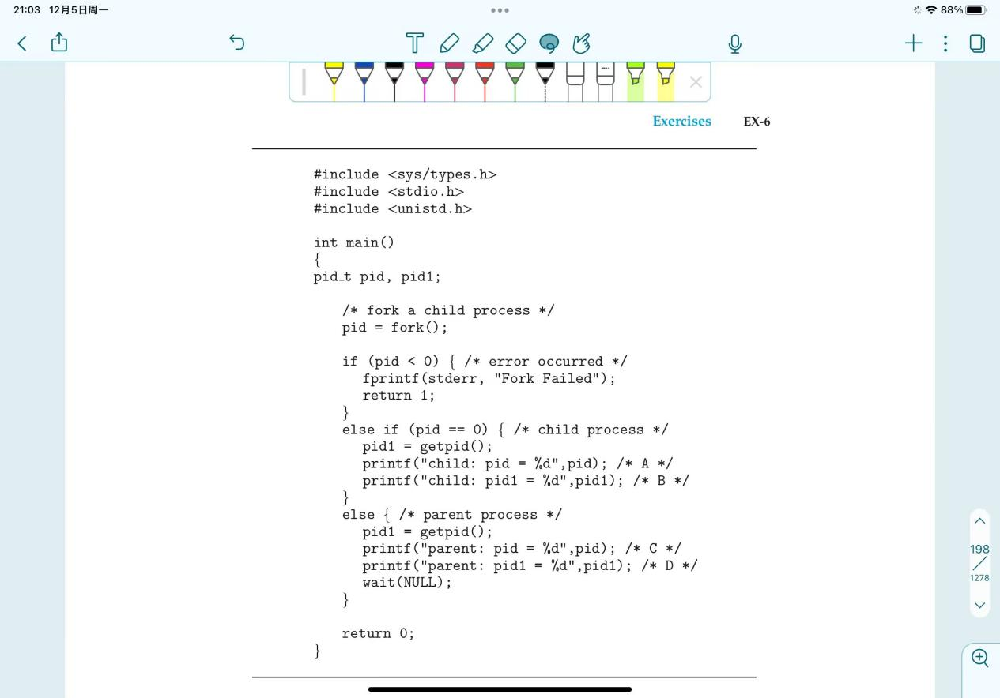 21:03 12月5日周一
88%
Exercises EX-6
#include <sys/types.h>
#include <stdio.h>
#include <unistd.h>
int main()
{
pid_t pid, pid1;
/* fork a child process */
pid = fork();
if (pid < 0) { /* error occurred */
fprintf(stderr, "Fork Failed");
return 1;
}
else if (pid == 0) { /* child process */
pid1 = getpid();
printf("child: pid = %d",pid); /* A */
printf("child: pid1 = %d",pid1); /* B */
}
else { /* parent process */
pid1 = getpid();
printf("parent: pid = %d",pid); /* C */
printf("parent: pid1 = %d",pid1); /* D */
wait(NULL);
}
return 0;
}
198
1278